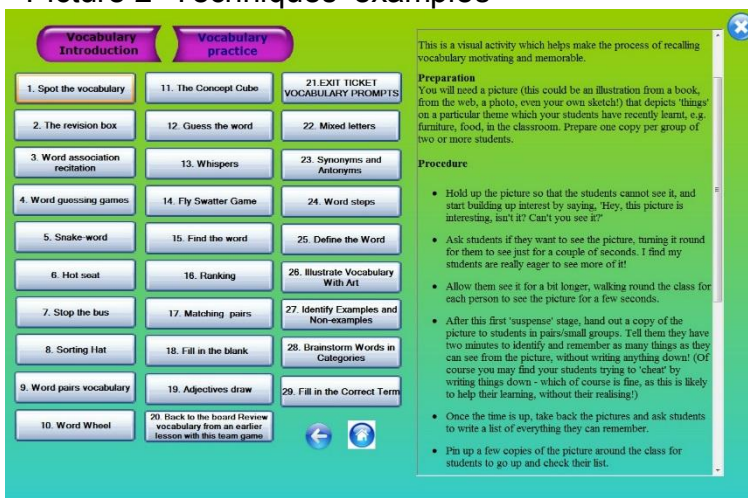 Picture 2 Techniques' examples
Vocabulary
Introduction
Vocabulary
practice
1. Spot the vocabulary
2. The revision box
3. Word association
recitation
4. Word guessing games
5. Snake-word
6. Hot seat
7. Stop the bus
8. Sorting Hat
9. Word pairs vocabulary
10. Word Wheel
11. The Concept Cube
12. Guess the word
13. Whispers
14. Fly Swatter Game
15. Find the word
16. Ranking
17. Matching pairs
18. Fill in the blank
19. Adjectives draw
20. Back to the board Review
vocabulary from an earlier
lesson with this team game
21.EXIT TICKET
VOCABULARY PROMPTS
22. Mixed letters
23. Synonyms and
Antonyms
24. Word steps
25. Define the Word
26. Illustrate Vocabulary
With Art
27. Identify Examples and
Non-examples
28. Brainstorm Words in
Categories
29. Fill in the Correct Term
This is a visual activity which helps make the process of recalling
vocabulary motivating and memorable.
Preparation
You will need a picture (this could be an illustration from a book,
from the web, a photo, even your own sketch!) that depicts 'things'
on a particular theme which your students have recently learnt, e.g.
furniture, food, in the classroom. Prepare one copy per group of
two or more students.
Procedure
• Hold up the picture so that the students cannot see it, and
start building up interest by saying, 'Hey, this picture is
interesting, isn't it? Can't you see it?'
• Ask students if they want to see the picture, turning it round
for them to see just for a couple of seconds. I find my
students are really eager to see more of it!
• Allow them see it for a bit longer, walking round the class for
each person to see the picture for a few seconds.
• After this first 'suspense' stage, hand out a copy of the
picture to students in pairs/small groups. Tell them they have
two minutes to identify and remember as many things as they
can see from the picture, without writing anything down! (Of
course you may find your students trying to 'cheat' by
writing things down - which of course is fine, as this is likely
to help their learning, without their realising!)
• Once the time is up, take back the pictures and ask students
to write a list of everything they can remember.
• Pin up a few copies of the picture around the class for
students to go up and check their list.